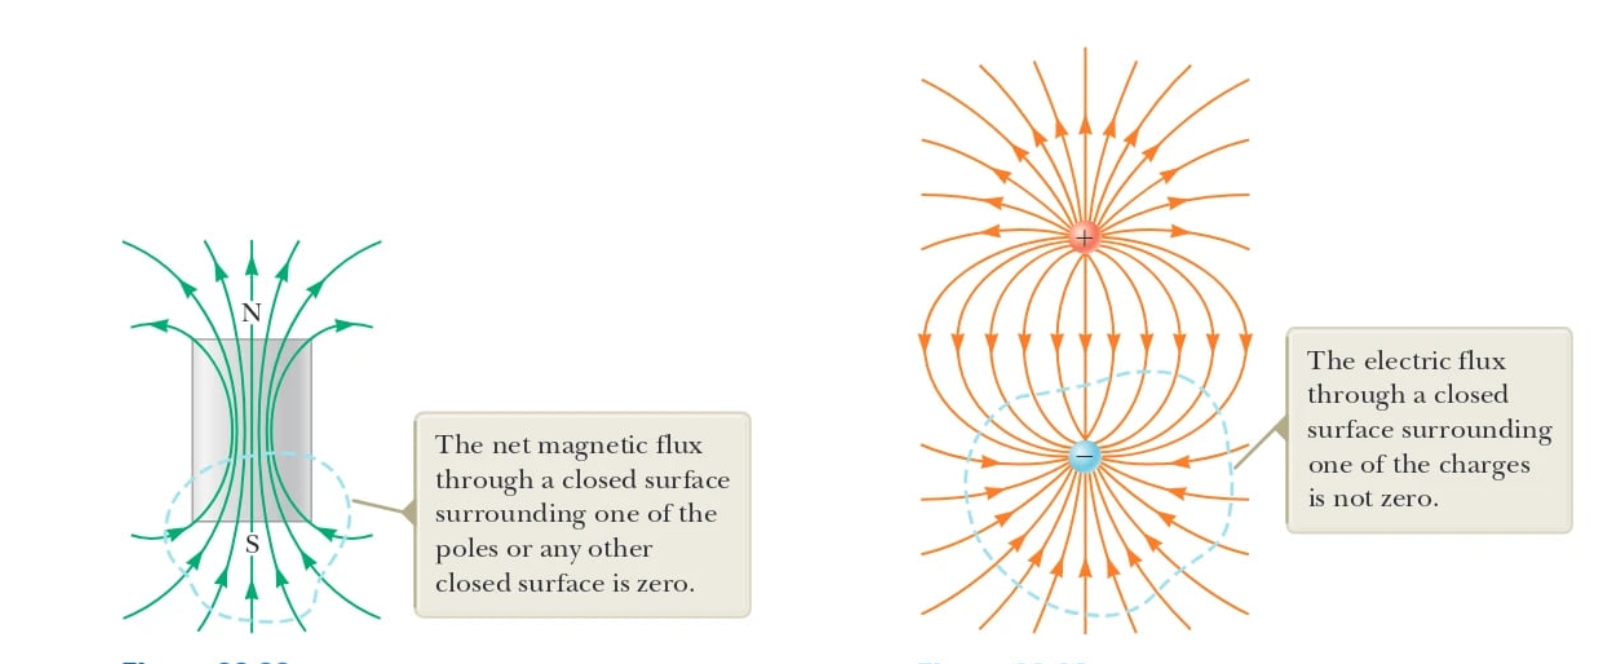 N
S
The net magnetic flux
through a closed surface
surrounding one of the
poles or any other
closed surface is zero.
+
−
The electric flux
through a closed
surface surrounding
one of the charges
is not zero.